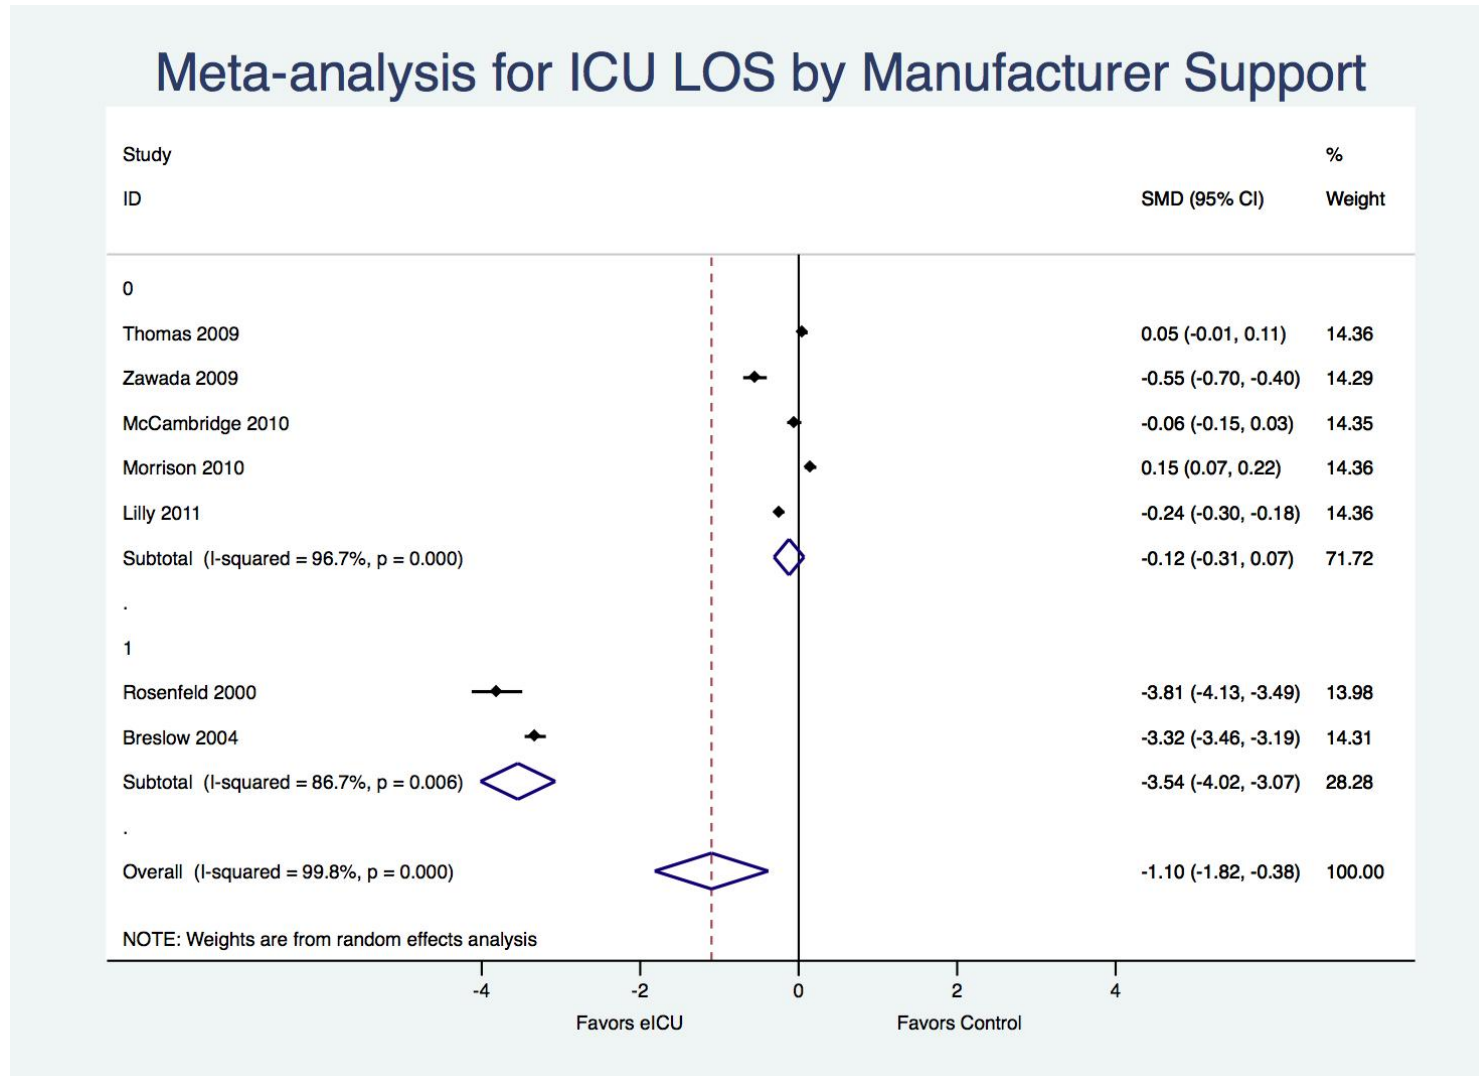 Meta-analysis for ICU LOS by Manufacturer Support
Study %
ID SMD (95% CI) Weight
0
Thomas 2009 0.05 (-0.01, 0.11) 14.36
Zawada 2009 -0.55 (-0.70, -0.40) 14.29
McCambridge 2010 -0.06 (-0.15, 0.03) 14.35
Morrison 2010 0.15 (0.07, 0.22) 14.36
Lilly 2011 -0.24 (-0.30, -0.18) 14.36
Subtotal (I-squared = 96.7%, p = 0.000) -0.12 (-0.31, 0.07) 71.72
.
1
Rosenfeld 2000 -3.81 (-4.13, -3.49) 13.98
Breslow 2004 -3.32 (-3.46, -3.19) 14.31
Subtotal (I-squared = 86.7%, p = 0.006) -3.54 (-4.02, -3.07) 28.28
.
Overall (I-squared = 99.8%, p = 0.000) -1.10 (-1.82, -0.38) 100.00
NOTE: Weights are from random effects analysis
-4 -2 0 2 4
Favors eICU Favors Control